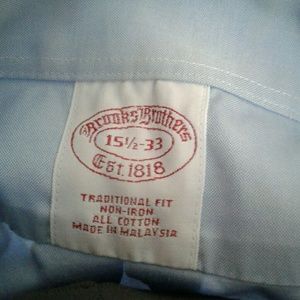 Brooks Brothers
15½-33
Est. 1818
TRADITIONAL FIT
NON-IRON
ALL COTTON
MADE IN MALAYSIA